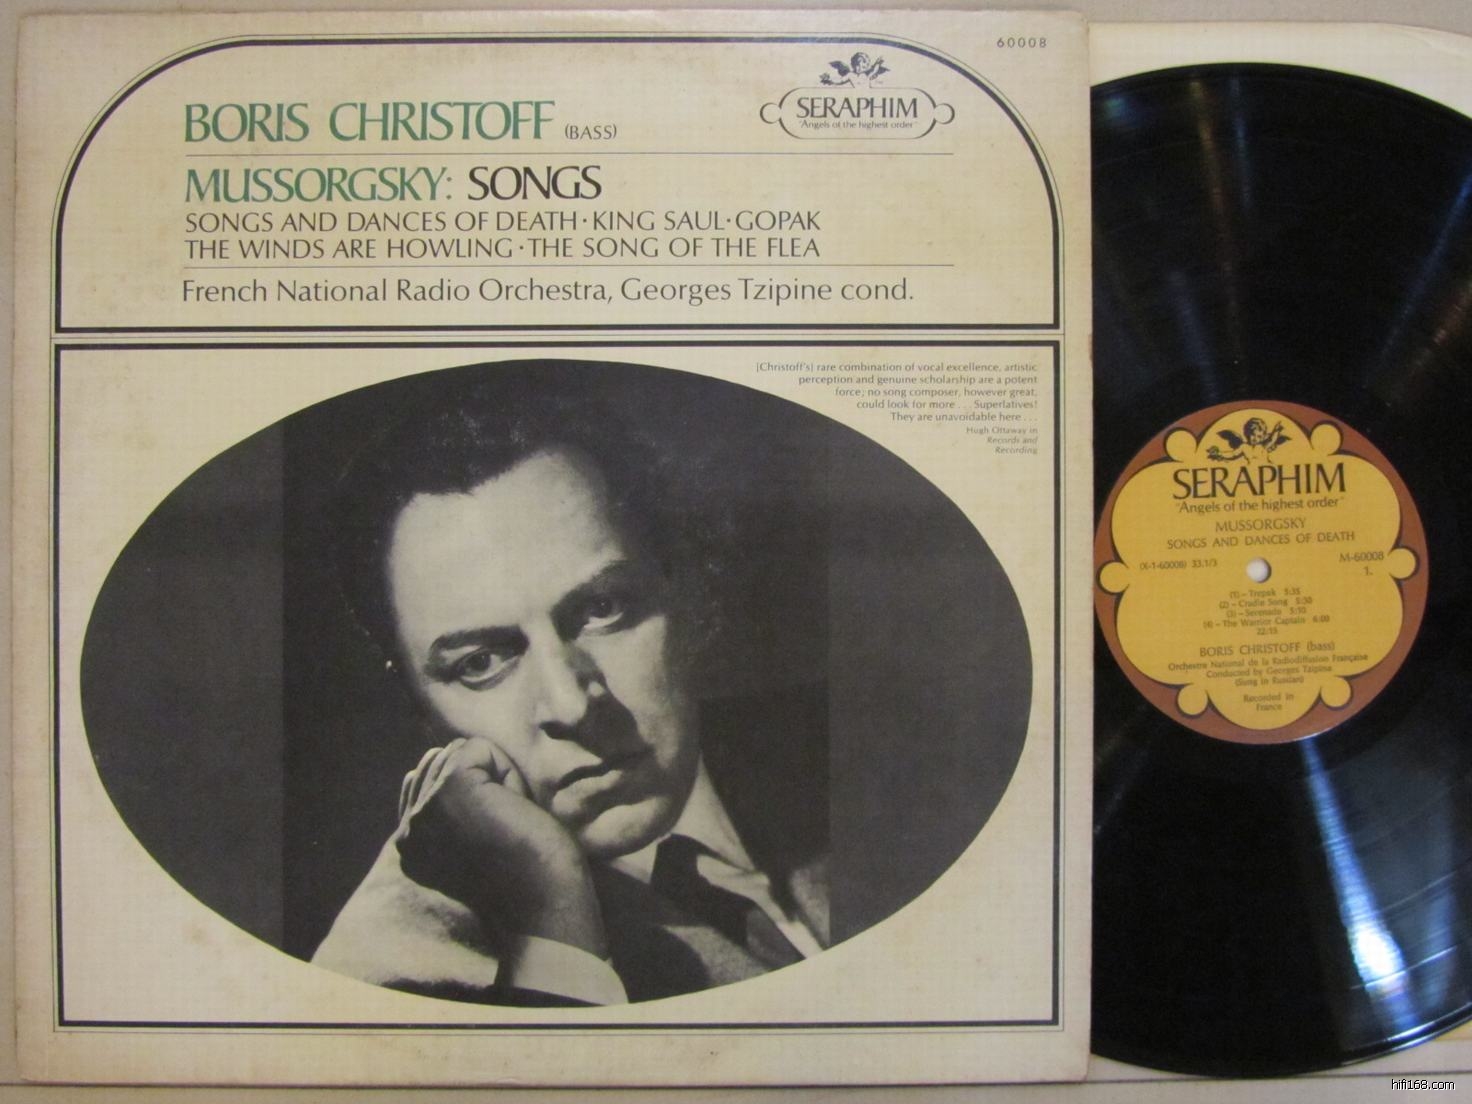 60008
SERAPHIM
"Angels of the highest order"
BORIS CHRISTOFF (BASS)
MUSSORGSKY: SONGS
SONGS AND DANCES OF DEATH · KING SAUL · GOPAK
THE WINDS ARE HOWLING · THE SONG OF THE FLEA
French National Radio Orchestra, Georges Tzipine cond.
[Christoff's] rare combination of vocal excellence, artistic
perception and genuine scholarship are a potent
force; no song composer, however great,
could look for more . . . Superlatives!
They are unavoidable here . . .
Hugh Ottaway in
Records and
Recording
SERAPHIM
"Angels of the highest order"
MUSSORGSKY
SONGS AND DANCES OF DEATH
(X-1-60008) 33.1/3 M-60008
1.
(1) – Trepak 5:35
(2) – Cradle Song 5:30
(3) – Serenade 5:10
(4) – The Warrior Captain 6:00
22:15
BORIS CHRISTOFF (bass)
Orchestre National de la Radiodiffusion Française
Conducted by Georges Tzipine
(Sung in Russian)
Recorded in
France
hifi168.com